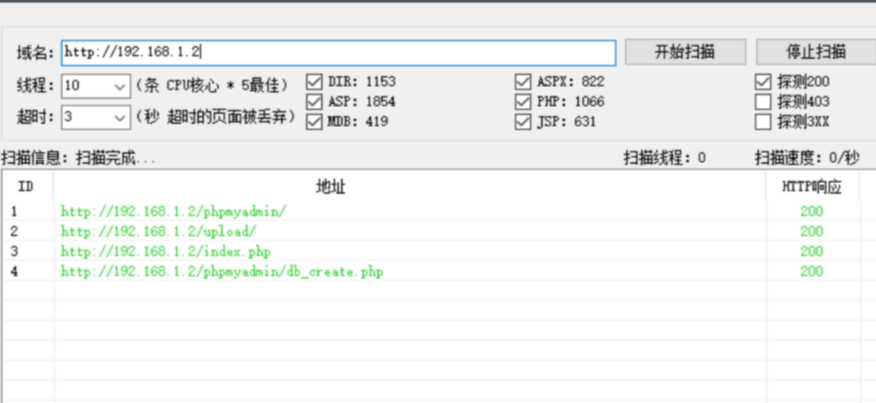 域名: http://192.168.1.2 开始扫描 停止扫描
线程: 10 (条 CPU核心 * 5最佳) DIR: 1153 ASPX: 822 探测200
ASP: 1854 PHP: 1066 探测403
超时: 3 (秒 超时的页面被丢弃) MDB: 419 JSP: 631 探测3XX
扫描信息: 扫描完成... 扫描线程: 0 扫描速度: 0/秒
ID 地址 HTTP响应
1 http://192.168.1.2/phpmyadmin/ 200
2 http://192.168.1.2/upload/ 200
3 http://192.168.1.2/index.php 200
4 http://192.168.1.2/phpmyadmin/db_create.php 200